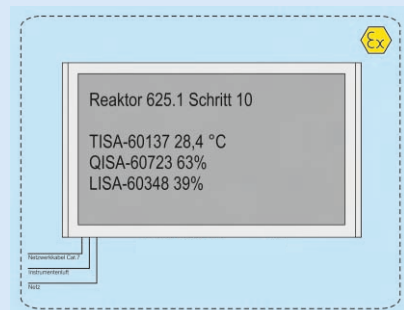 Ex
Reaktor 625.1 Schritt 10
TISA-60137 28,4 °C
QISA-60723 63%
LISA-60348 39%
Netzwerkkabel Cat.7
Instrumentenluft
Netz